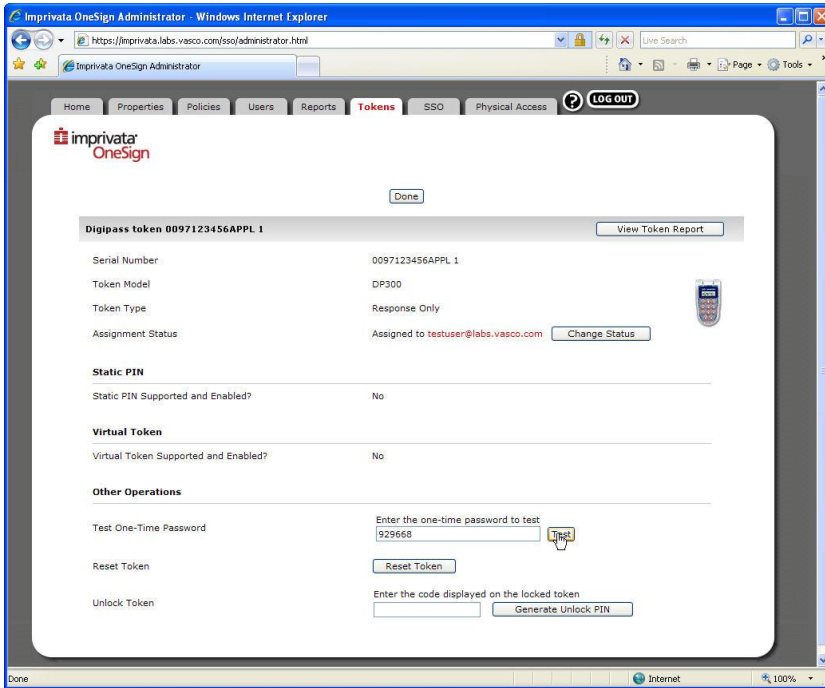 Imprivata OneSign Administrator - Windows Internet Explorer
https://imprivata.labs.vasco.com/sso/administrator.html
Live Search
Imprivata OneSign Administrator
Page
Tools
Home Properties Policies Users Reports Tokens SSO Physical Access ? LOG OUT
imprivata
OneSign
Done
Digipass token 0097123456APPL 1 View Token Report
Serial Number 0097123456APPL 1
Token Model DP300
Token Type Response Only
Assignment Status Assigned to testuser@labs.vasco.com Change Status
Static PIN
Static PIN Supported and Enabled? No
Virtual Token
Virtual Token Supported and Enabled? No
Other Operations
Enter the one-time password to test
Test One-Time Password 929668 Test
Reset Token Reset Token
Enter the code displayed on the locked token
Unlock Token Generate Unlock PIN
Done Internet 100%